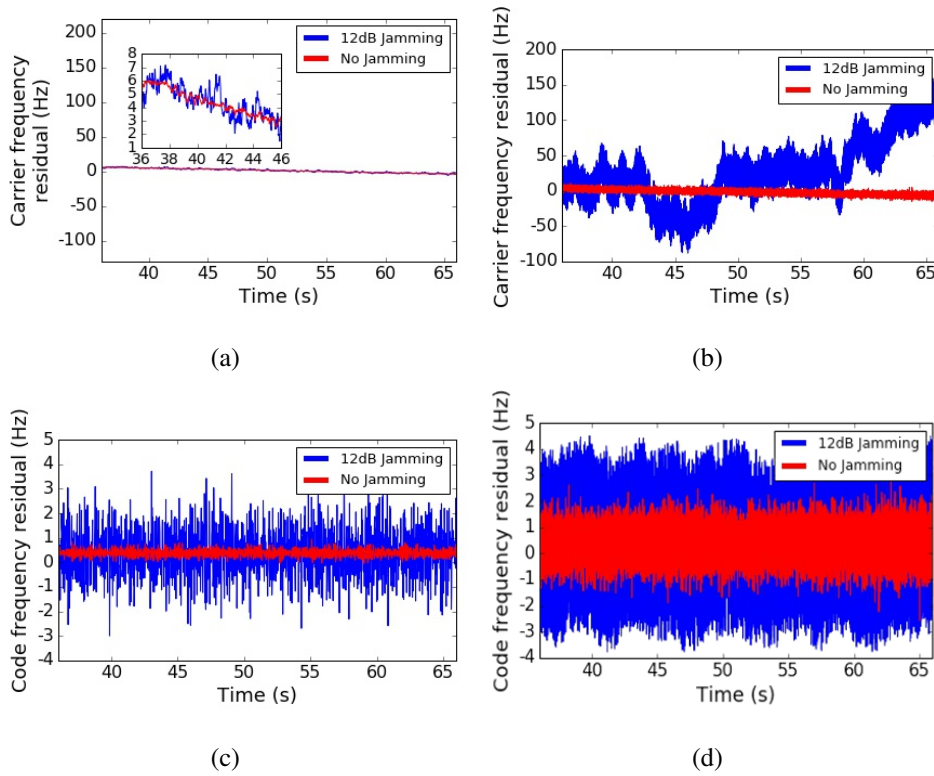 200
150
100
50
0
-50
-100
Carrier frequency
residual (Hz)
8
7
6
5
4
3
2
1
36 38 40 42 44 46
12dB Jamming
No Jamming
40 45 50 55 60 65
Time (s)
(a)
200
150
100
50
0
-50
-100
Carrier frequency residual (Hz)
12dB Jamming
No Jamming
40 45 50 55 60 65
Time (s)
(b)
5
4
3
2
1
0
-1
-2
-3
-4
Code frequency residual (Hz)
12dB Jamming
No Jamming
40 45 50 55 60 65
Time (s)
(c)
5
4
3
2
1
0
-1
-2
-3
-4
Code frequency residual (Hz)
12dB Jamming
No Jamming
40 45 50 55 60 65
Time (s)
(d)